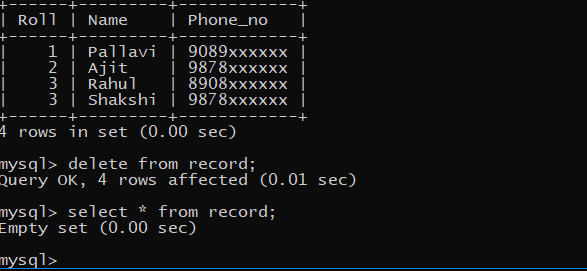 +------+---------+------------+
| Roll | Name    | Phone_no   |
+------+---------+------------+
|    1 | Pallavi | 9089xxxxxx |
|    2 | Ajit    | 9878xxxxxx |
|    3 | Rahul   | 8908xxxxxx |
|    3 | Shakshi | 9878xxxxxx |
+------+---------+------------+
4 rows in set (0.00 sec)
mysql> delete from record;
Query OK, 4 rows affected (0.01 sec)
mysql> select * from record;
Empty set (0.00 sec)
mysql>